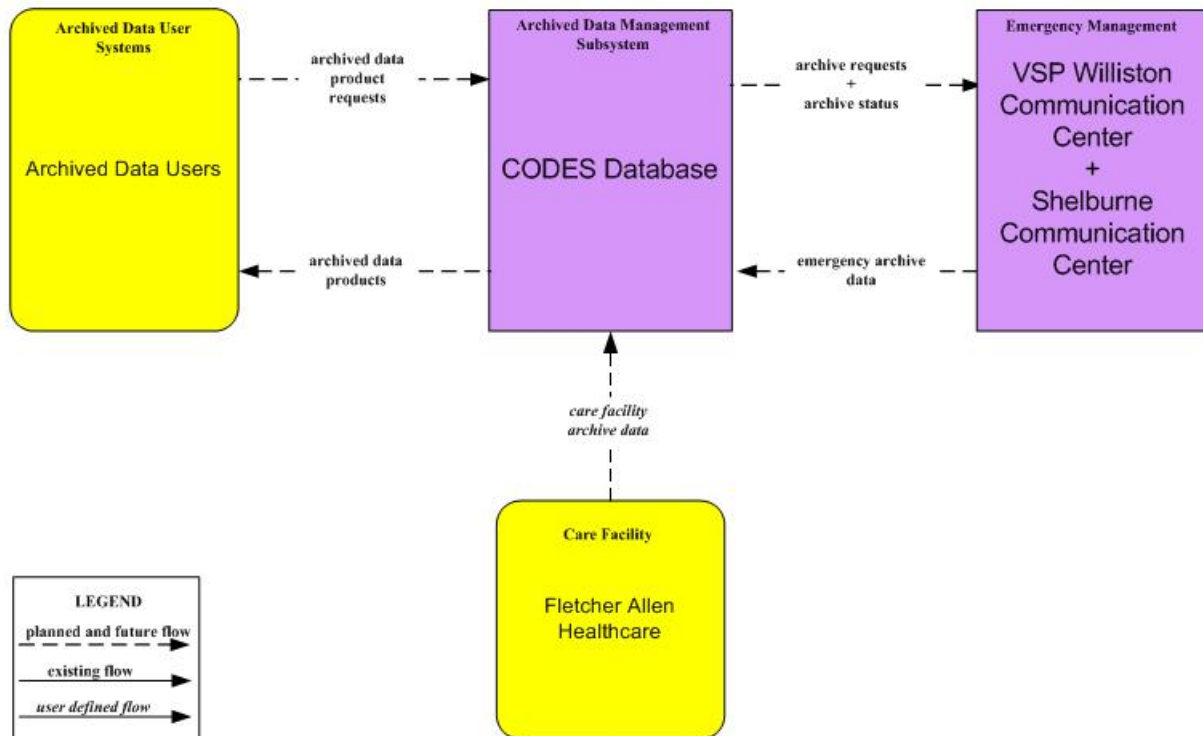 Archived Data User
Systems
Archived Data Users
archived data
product
requests
archived data
products
Archived Data Management
Subsystem
CODES Database
archive requests
+
archive status
emergency archive
data
Emergency Management
VSP Williston
Communication
Center
+
Shelburne
Communication
Center
care facility
archive data
Care Facility
Fletcher Allen
Healthcare
LEGEND
planned and future flow
existing flow
user defined flow